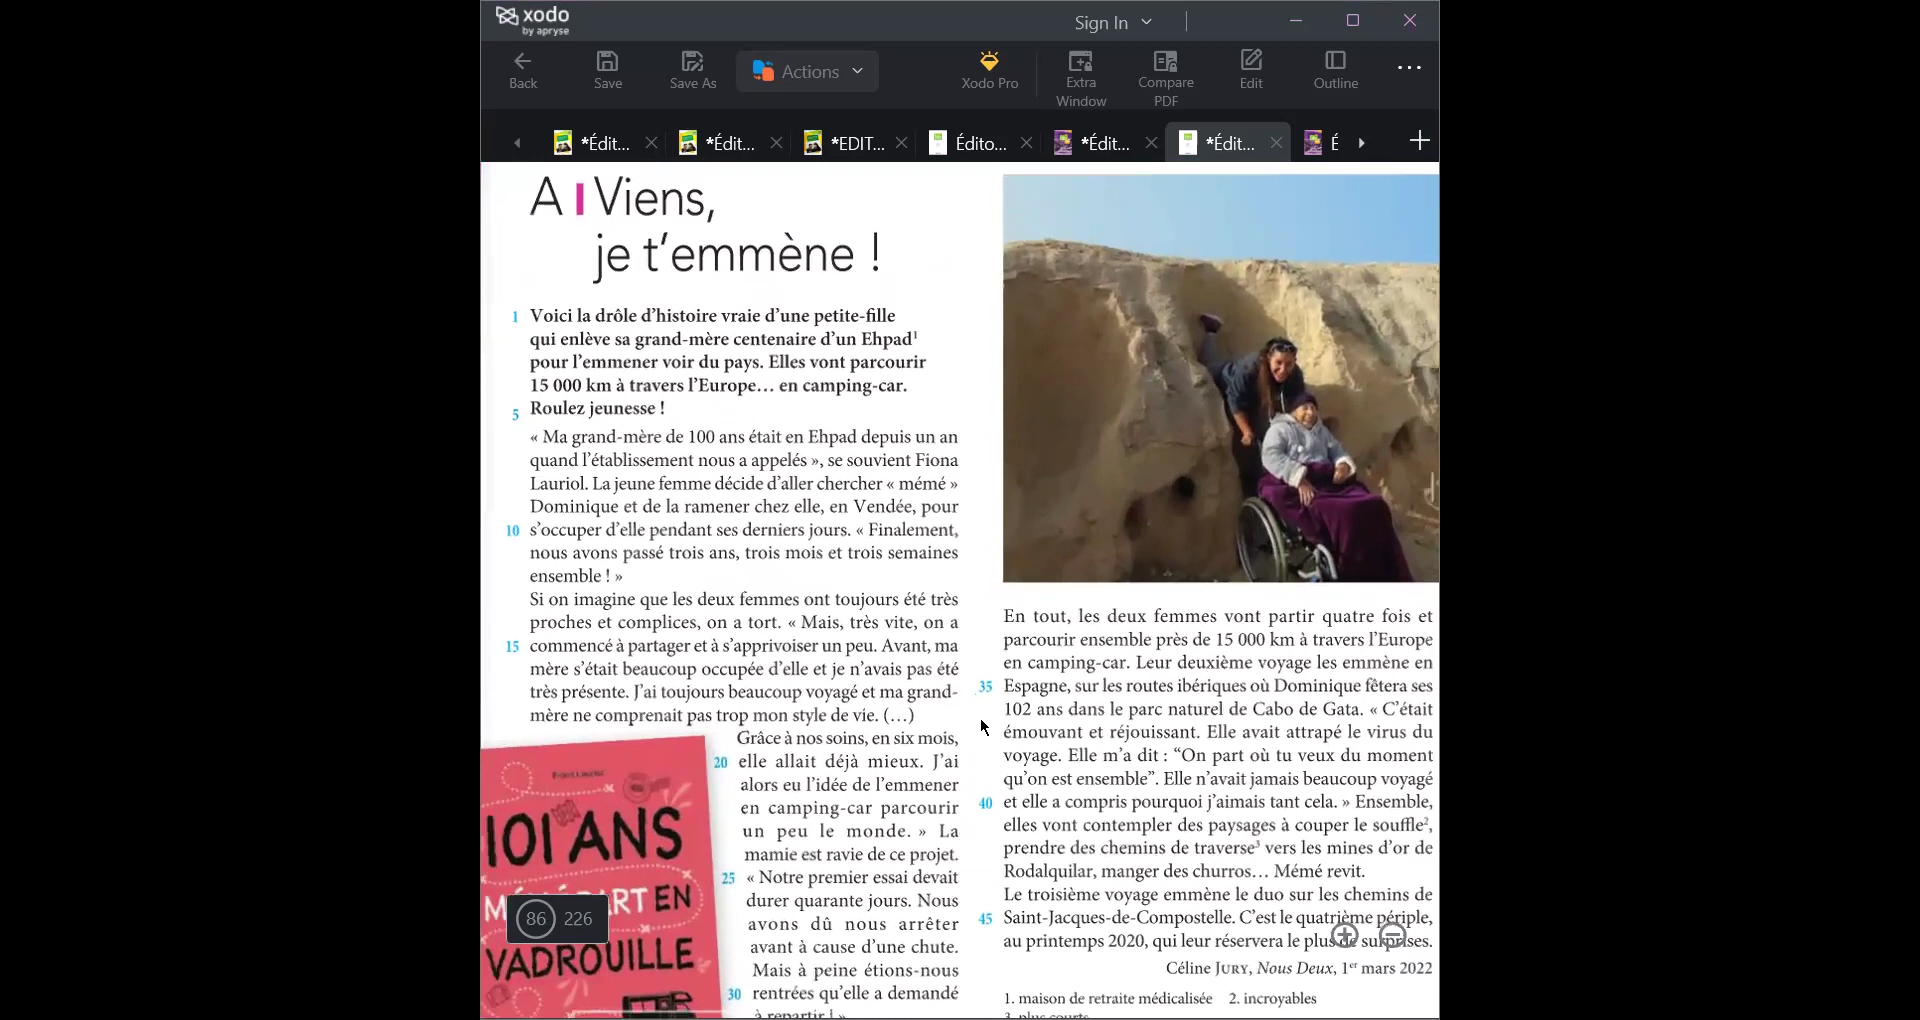 xodo
by apryse
Sign In
Back
Save
Save As
Actions
Xodo Pro
Extra
Window
Compare
PDF
Edit
Outline
*Édit...
*Édit...
*EDIT...
Édito...
*Édit...
*Édit...
É
A Viens,
je t’emmène !
1 Voici la drôle d’histoire vraie d’une petite-fille
qui enlève sa grand-mère centenaire d’un Ehpad1
pour l’emmener voir du pays. Elles vont parcourir
15 000 km à travers l’Europe… en camping-car.
5 Roulez jeunesse !
« Ma grand-mère de 100 ans était en Ehpad depuis un an
quand l’établissement nous a appelés », se souvient Fiona
Lauriol. La jeune femme décide d’aller chercher « mémé »
Dominique et de la ramener chez elle, en Vendée, pour
10 s’occuper d’elle pendant ses derniers jours. « Finalement,
nous avons passé trois ans, trois mois et trois semaines
ensemble ! »
Si on imagine que les deux femmes ont toujours été très
proches et complices, on a tort. « Mais, très vite, on a
15 commencé à partager et à s’apprivoiser un peu. Avant, ma
mère s’était beaucoup occupée d’elle et je n’avais pas été
très présente. J’ai toujours beaucoup voyagé et ma grand-
mère ne comprenait pas trop mon style de vie. (…)
Grâce à nos soins, en six mois,
20 elle allait déjà mieux. J’ai
alors eu l’idée de l’emmener
en camping-car parcourir
un peu le monde. » La
mamie est ravie de ce projet.
25 « Notre premier essai devait
durer quarante jours. Nous
avons dû nous arrêter
avant à cause d’une chute.
Mais à peine étions-nous
30 rentrées qu’elle a demandé
à repartir ! »
101 ANS
ART EN
VADROUILLE
86 226
En tout, les deux femmes vont partir quatre fois et
parcourir ensemble près de 15 000 km à travers l’Europe
en camping-car. Leur deuxième voyage les emmène en
35 Espagne, sur les routes ibériques où Dominique fêtera ses
102 ans dans le parc naturel de Cabo de Gata. « C’était
émouvant et réjouissant. Elle avait attrapé le virus du
voyage. Elle m’a dit : “On part où tu veux du moment
qu’on est ensemble”. Elle n’avait jamais beaucoup voyagé
40 et elle a compris pourquoi j’aimais tant cela. » Ensemble,
elles vont contempler des paysages à couper le souffle2,
prendre des chemins de traverse3 vers les mines d’or de
Rodalquilar, manger des churros… Mémé revit.
Le troisième voyage emmène le duo sur les chemins de
45 Saint-Jacques-de-Compostelle. C’est le quatrième périple,
au printemps 2020, qui leur réservera le plus de surprises.
Céline JURY, Nous Deux, 1er mars 2022
1. maison de retraite médicalisée 2. incroyables
3. plus courts